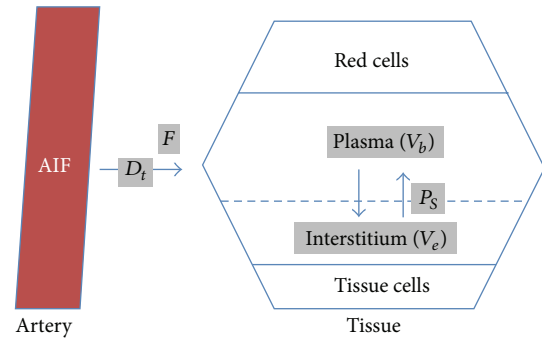 AIF
F
D_t
Red cells
Plasma (V_b)
P_S
Interstitium (V_e)
Tissue cells
Artery
Tissue